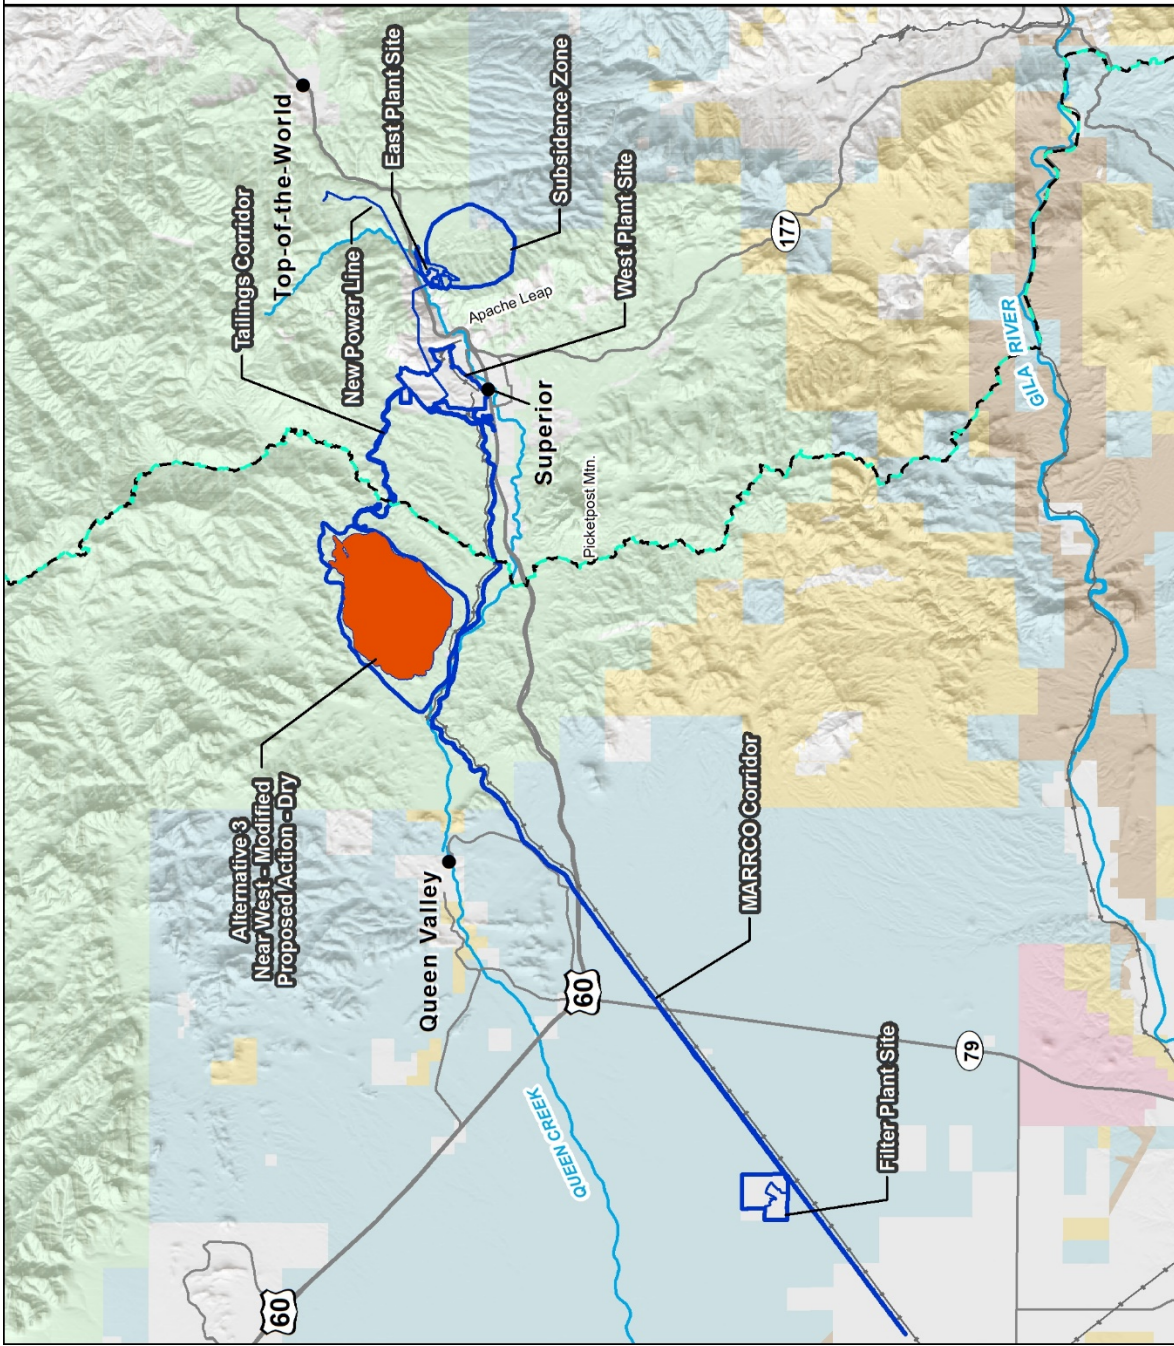 Top-of-the-World
East Plant Site
Subsidence Zone
Tailings Corridor
New Power Line
West Plant Site
Apache Leap
177
Superior
Picketpost Mtn.
GILA RIVER
Alternative 3
Near West - Modified
Proposed Action - Dry
Queen Valley
MARRCO Corridor
60
79
QUEEN CREEK
Filter Plant Site
60